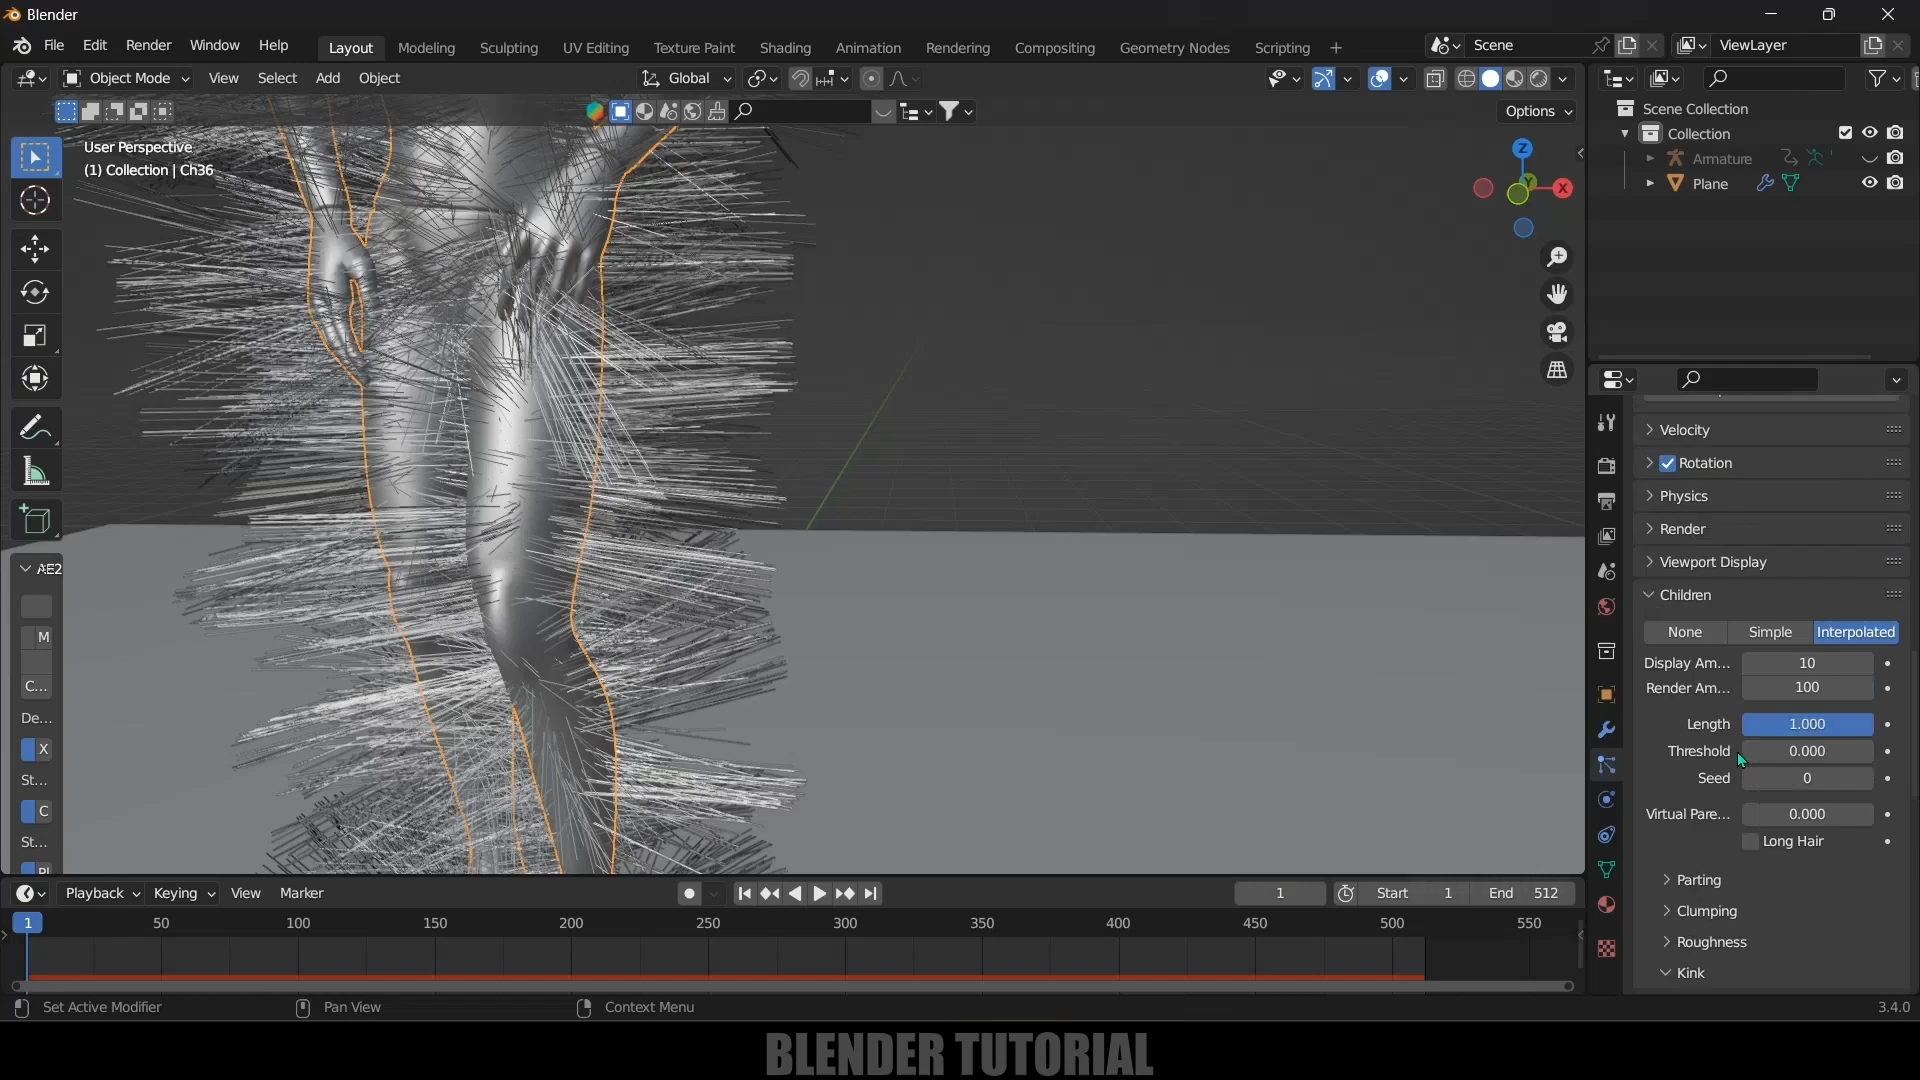 Blender
File Edit Render Window Help Layout Modeling Sculpting UV Editing Texture Paint Shading Animation Rendering Compositing Geometry Nodes Scripting + Scene ViewLayer
Object Mode View Select Add Object Global
Options
User Perspective
(1) Collection | Ch36
Z
X
Scene Collection
Collection
Armature
Plane
Velocity
Rotation
Physics
Render
Viewport Display
Children
None Simple Interpolated
Display Am... 10
Render Am... 100
Length 1.000
Threshold 0.000
Seed 0
Virtual Pare... 0.000
Long Hair
Parting
Clumping
Roughness
Kink
M
C...
De...
X
St...
C
St...
Playback Keying View Marker 1 Start 1 End 512
1 50 100 150 200 250 300 350 400 450 500 550
Set Active Modifier Pan View Context Menu 3.4.0
BLENDER TUTORIAL